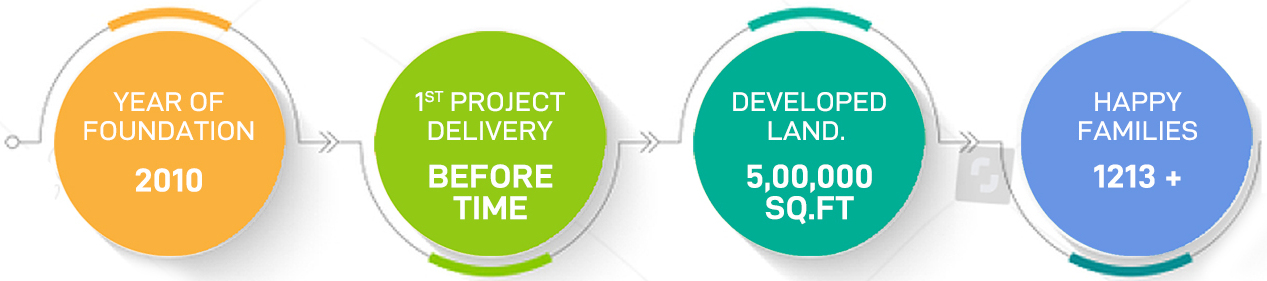 YEAR OF
FOUNDATION
2010
1ST PROJECT
DELIVERY
BEFORE
TIME
DEVELOPED
LAND.
5,00,000
SQ.FT
HAPPY
FAMILIES
1213 +